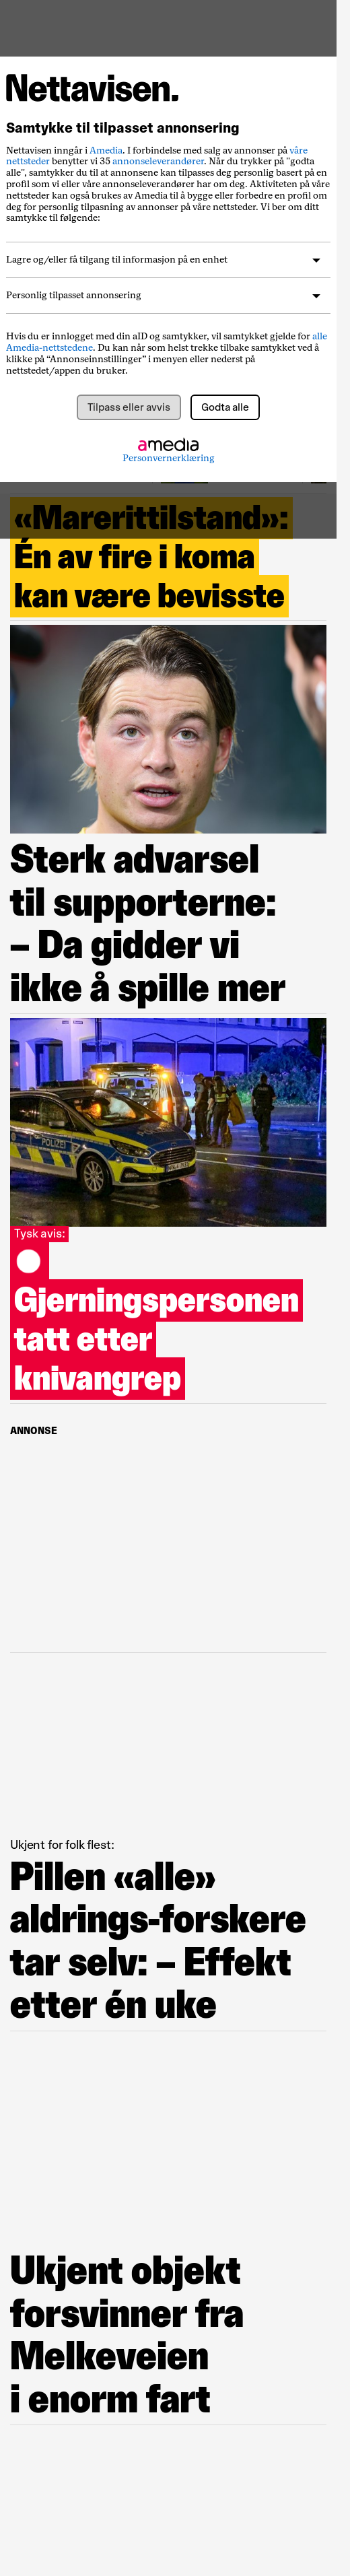 Nettavisen.
Samtykke til tilpasset annonsering
Nettavisen inngår i Amedia. I forbindelse med salg av annonser på våre
nettsteder benytter vi 35 annonseleverandører. Når du trykker på "godta
alle", samtykker du til at annonsene kan tilpasses deg personlig basert på en
profil som vi eller våre annonseleverandører har om deg. Aktiviteten på våre
nettsteder kan også brukes av Amedia til å bygge eller forbedre en profil om
deg for personlig tilpasning av annonser på våre nettsteder. Vi ber om ditt
samtykke til følgende:
Lagre og/eller få tilgang til informasjon på en enhet
Personlig tilpasset annonsering
Hvis du er innlogget med din aID og samtykker, vil samtykket gjelde for alle
Amedia-nettstedene. Du kan når som helst trekke tilbake samtykket ved å
klikke på “Annonseinnstillinger” i menyen eller nederst på
nettstedet/appen du bruker.
Tilpass eller avvis
Godta alle
amedia
Personvernerklæring
«Marerittilstand»:
Én av fire i koma
kan være bevisste
Sterk advarsel
til supporterne:
– Da gidder vi
ikke å spille mer
POLIZEI
Tysk avis:
Gjerningspersonen
tatt etter
knivangrep
ANNONSE
Ukjent for folk flest:
Pillen «alle»
aldrings-forskere
tar selv: – Effekt
etter én uke
Ukjent objekt
forsvinner fra
Melkeveien
i enorm fart